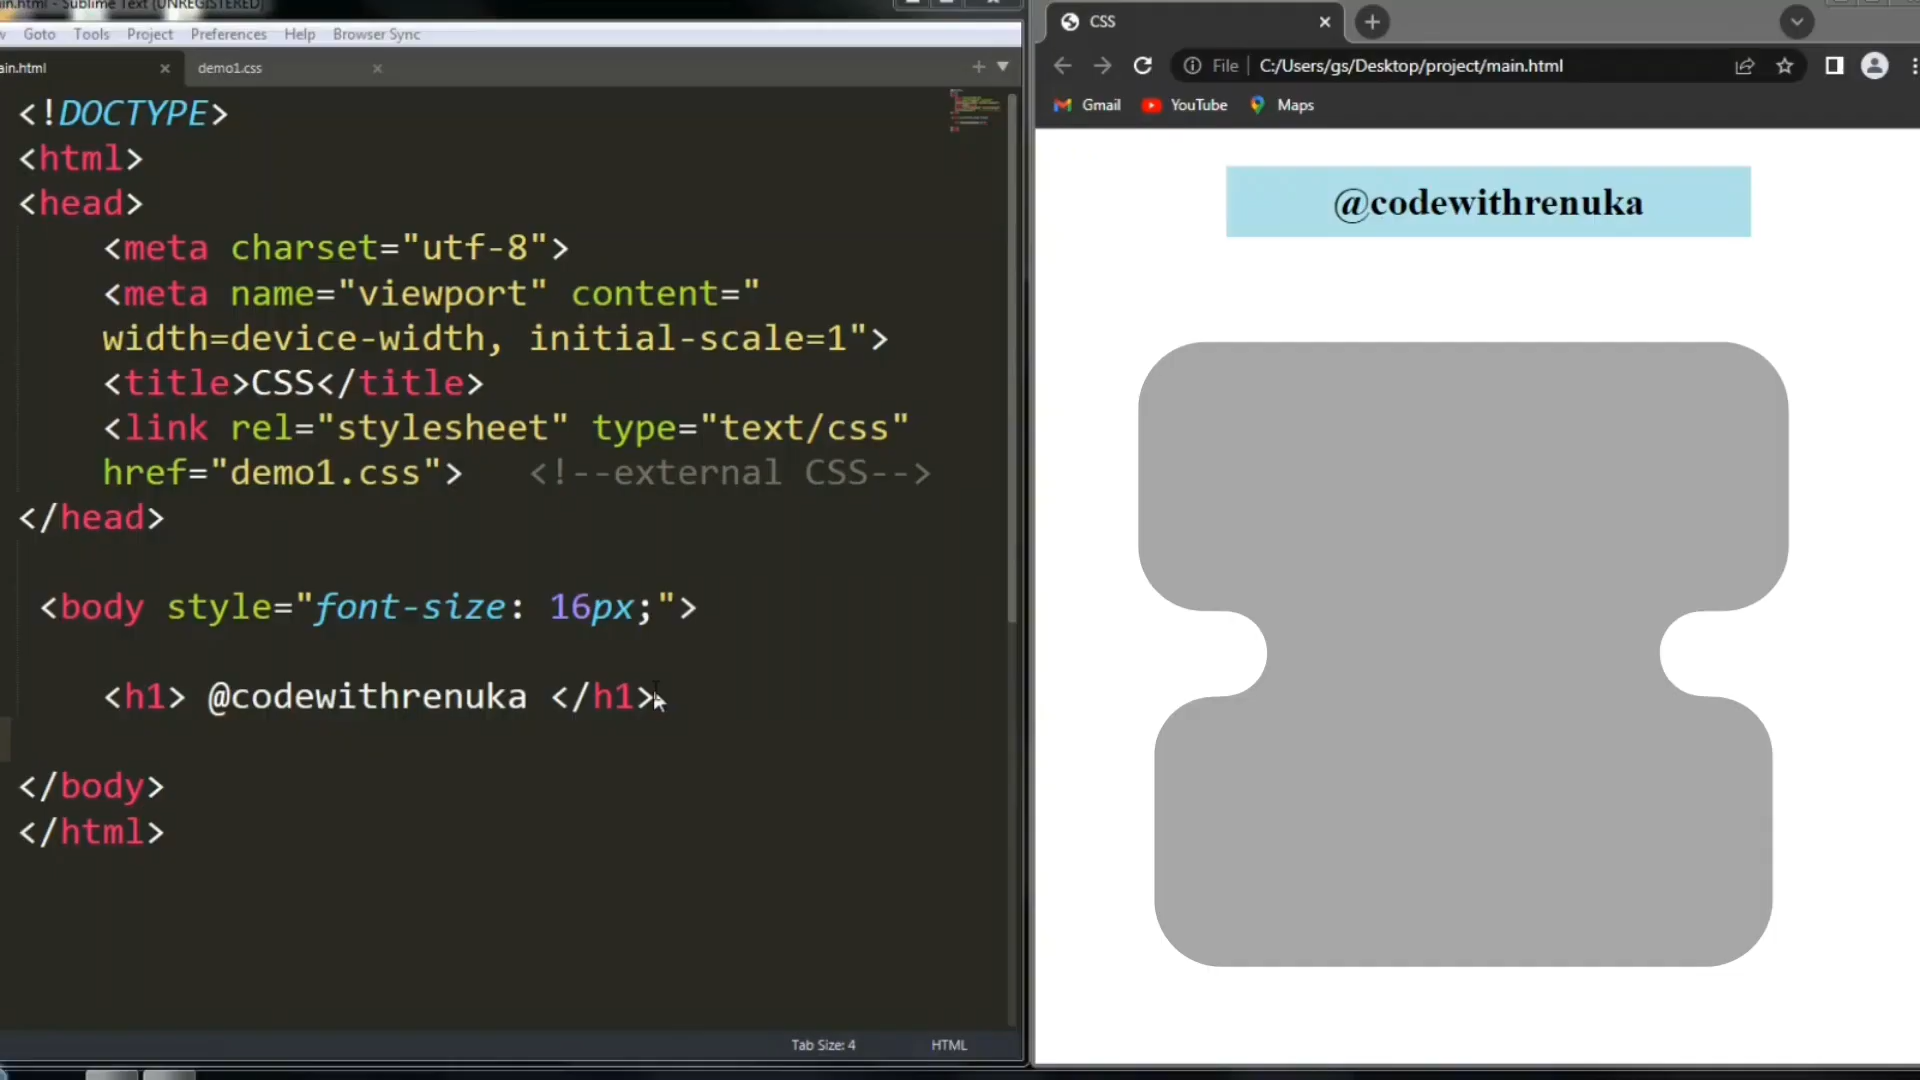 Sublime Text (UNREGISTERED)
Goto Tools Project Preferences Help Browser Sync
demo1.css
<!DOCTYPE>
<html>
<head>
<meta charset="utf-8">
<meta name="viewport" content="
width=device-width, initial-scale=1">
<title>CSS</title>
<link rel="stylesheet" type="text/css"
href="demo1.css"> <!--external CSS-->
</head>
<body style="font-size: 16px;">
<h1> @codewithrenuka </h1>
</body>
</html>
Tab Size: 4 HTML
CSS
File C:/Users/gs/Desktop/project/main.html
Gmail YouTube Maps
@codewithrenuka